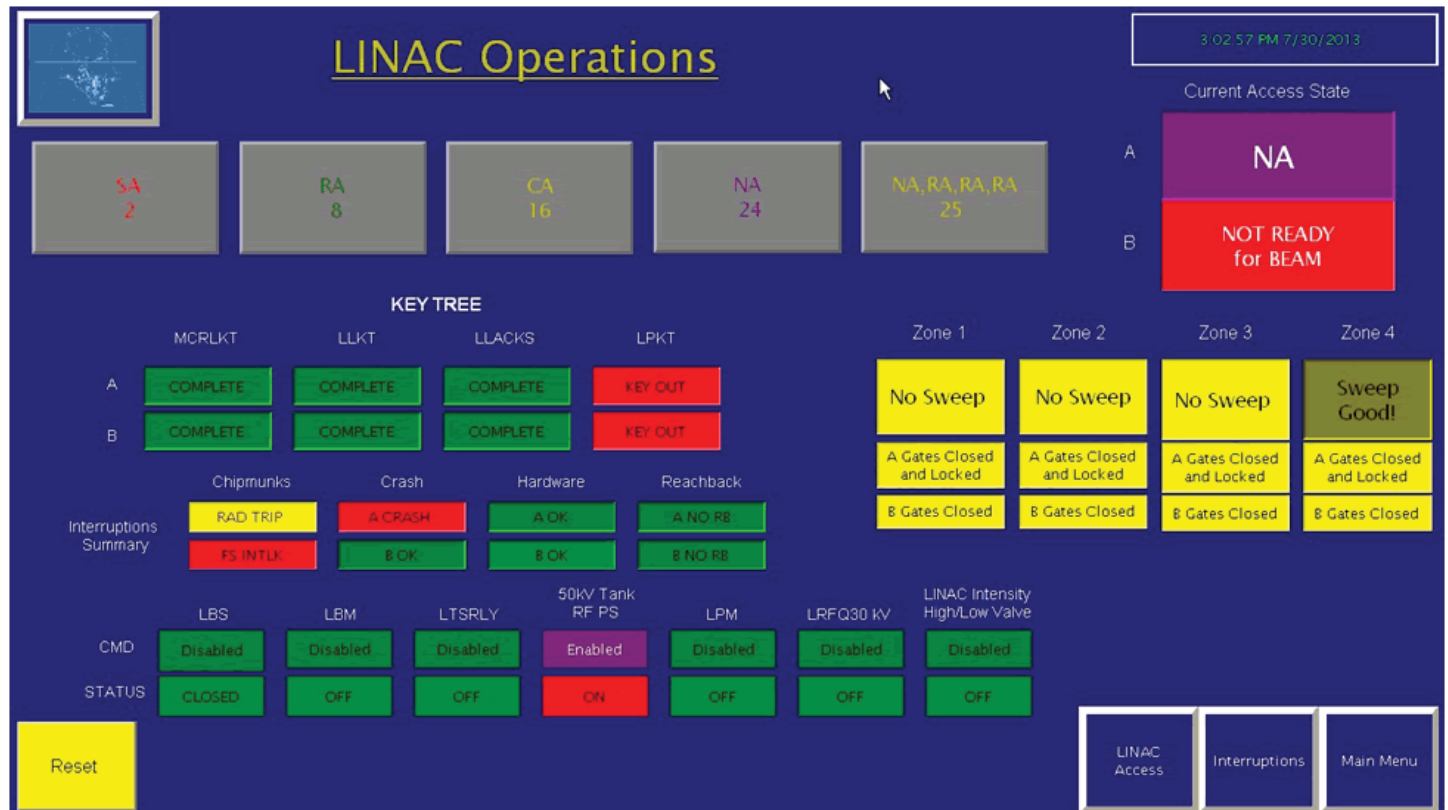 LINAC Operations
3:02:57 PM 7/30/2013
Current Access State
SA
2
RA
8
CA
16
NA
24
NA,RA,RA,RA
25
A
NA
B
NOT READY
for BEAM
KEY TREE
MCRLKT LLKT LLACKS LPKT
A COMPLETE COMPLETE COMPLETE KEY OUT
B COMPLETE COMPLETE COMPLETE KEY OUT
Zone 1 Zone 2 Zone 3 Zone 4
No Sweep No Sweep No Sweep Sweep
Good!
A Gates Closed
and Locked
A Gates Closed
and Locked
A Gates Closed
and Locked
A Gates Closed
and Locked
B Gates Closed B Gates Closed B Gates Closed B Gates Closed
Chipmunks Crash Hardware Reachback
Interruptions
Summary
RAD TRIP A CRASH A OK A NO RB
FS INTLK B OK B OK B NO RB
LBS LBM LTSRLY 50kV Tank
RF PS
LPM LRFQ30 kV LINAC Intensity
High/Low Valve
CMD Disabled Disabled Disabled Enabled Disabled Disabled Disabled
STATUS CLOSED OFF OFF ON OFF OFF OFF
Reset
LINAC
Access
Interruptions
Main Menu